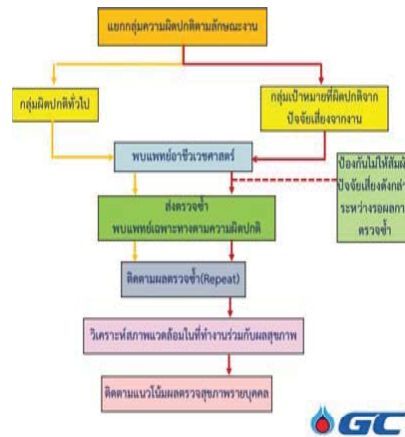 แยกกลุ่มความผิดปกติตามลักษณะงาน
กลุ่มผิดปกติทั่วไป
กลุ่มเป้าหมายที่ผิดปกติจาก
ปัจจัยเสี่ยงจากงาน
พบแพทย์อาชีวเวชศาสตร์
ป้องกันไม่ให้สัมผัส
ปัจจัยเสี่ยงดังกล่าว
ระหว่างรอผลการ
ตรวจซ้ำ
ส่งตรวจซ้ำ
พบแพทย์เฉพาะทางตามความผิดปกติ
ติดตามผลตรวจซ้ำ(Repeat)
วิเคราะห์สภาพแวดล้อมในที่ทำงานร่วมกับผลสุขภาพ
ติดตามแนวโน้มผลตรวจสุขภาพรายบุคคล
GC